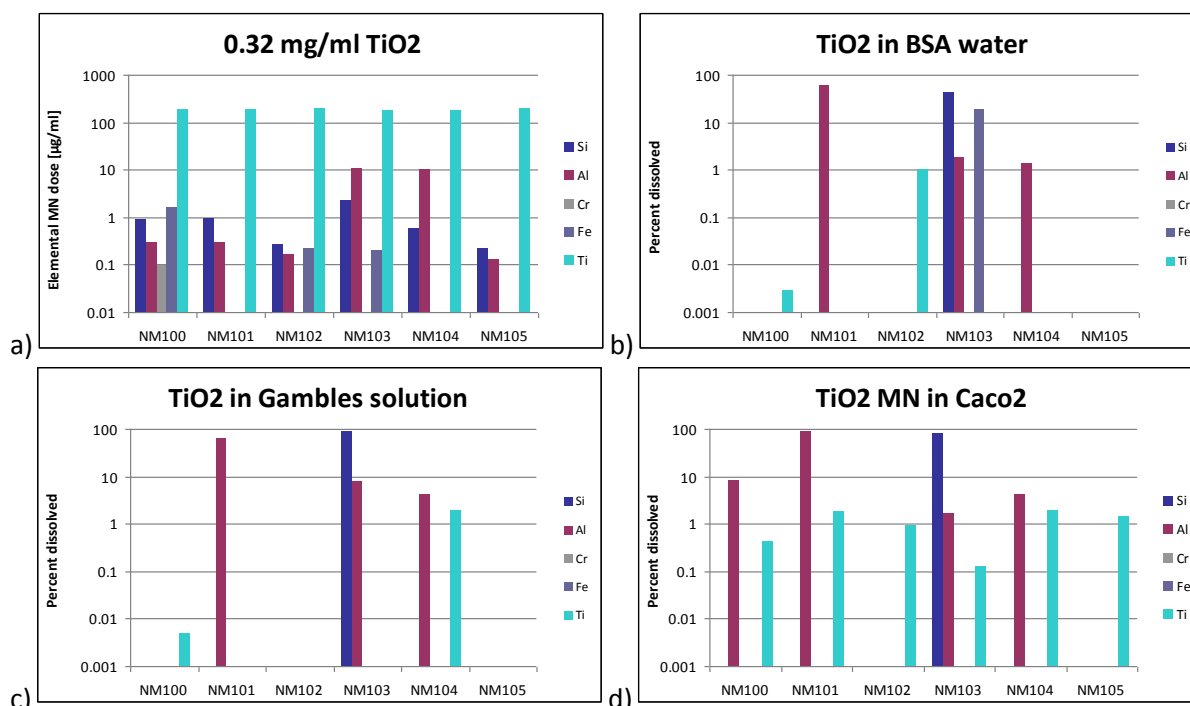 0.32 mg/ml TiO2
Elemental MN dose [µg/ml]
1000
100
10
1
0.1
0.01
NM100 NM101 NM102 NM103 NM104 NM105
Si
Al
Cr
Fe
Ti
a)
TiO2 in BSA water
Percent dissolved
100
10
1
0.1
0.01
0.001
NM100 NM101 NM102 NM103 NM104 NM105
Si
Al
Cr
Fe
Ti
b)
TiO2 in Gambles solution
Percent dissolved
100
10
1
0.1
0.01
0.001
NM100 NM101 NM102 NM103 NM104 NM105
Si
Al
Cr
Fe
Ti
c)
TiO2 MN in Caco2
Percent dissolved
100
10
1
0.1
0.01
0.001
NM100 NM101 NM102 NM103 NM104 NM105
Si
Al
Cr
Fe
Ti
d)